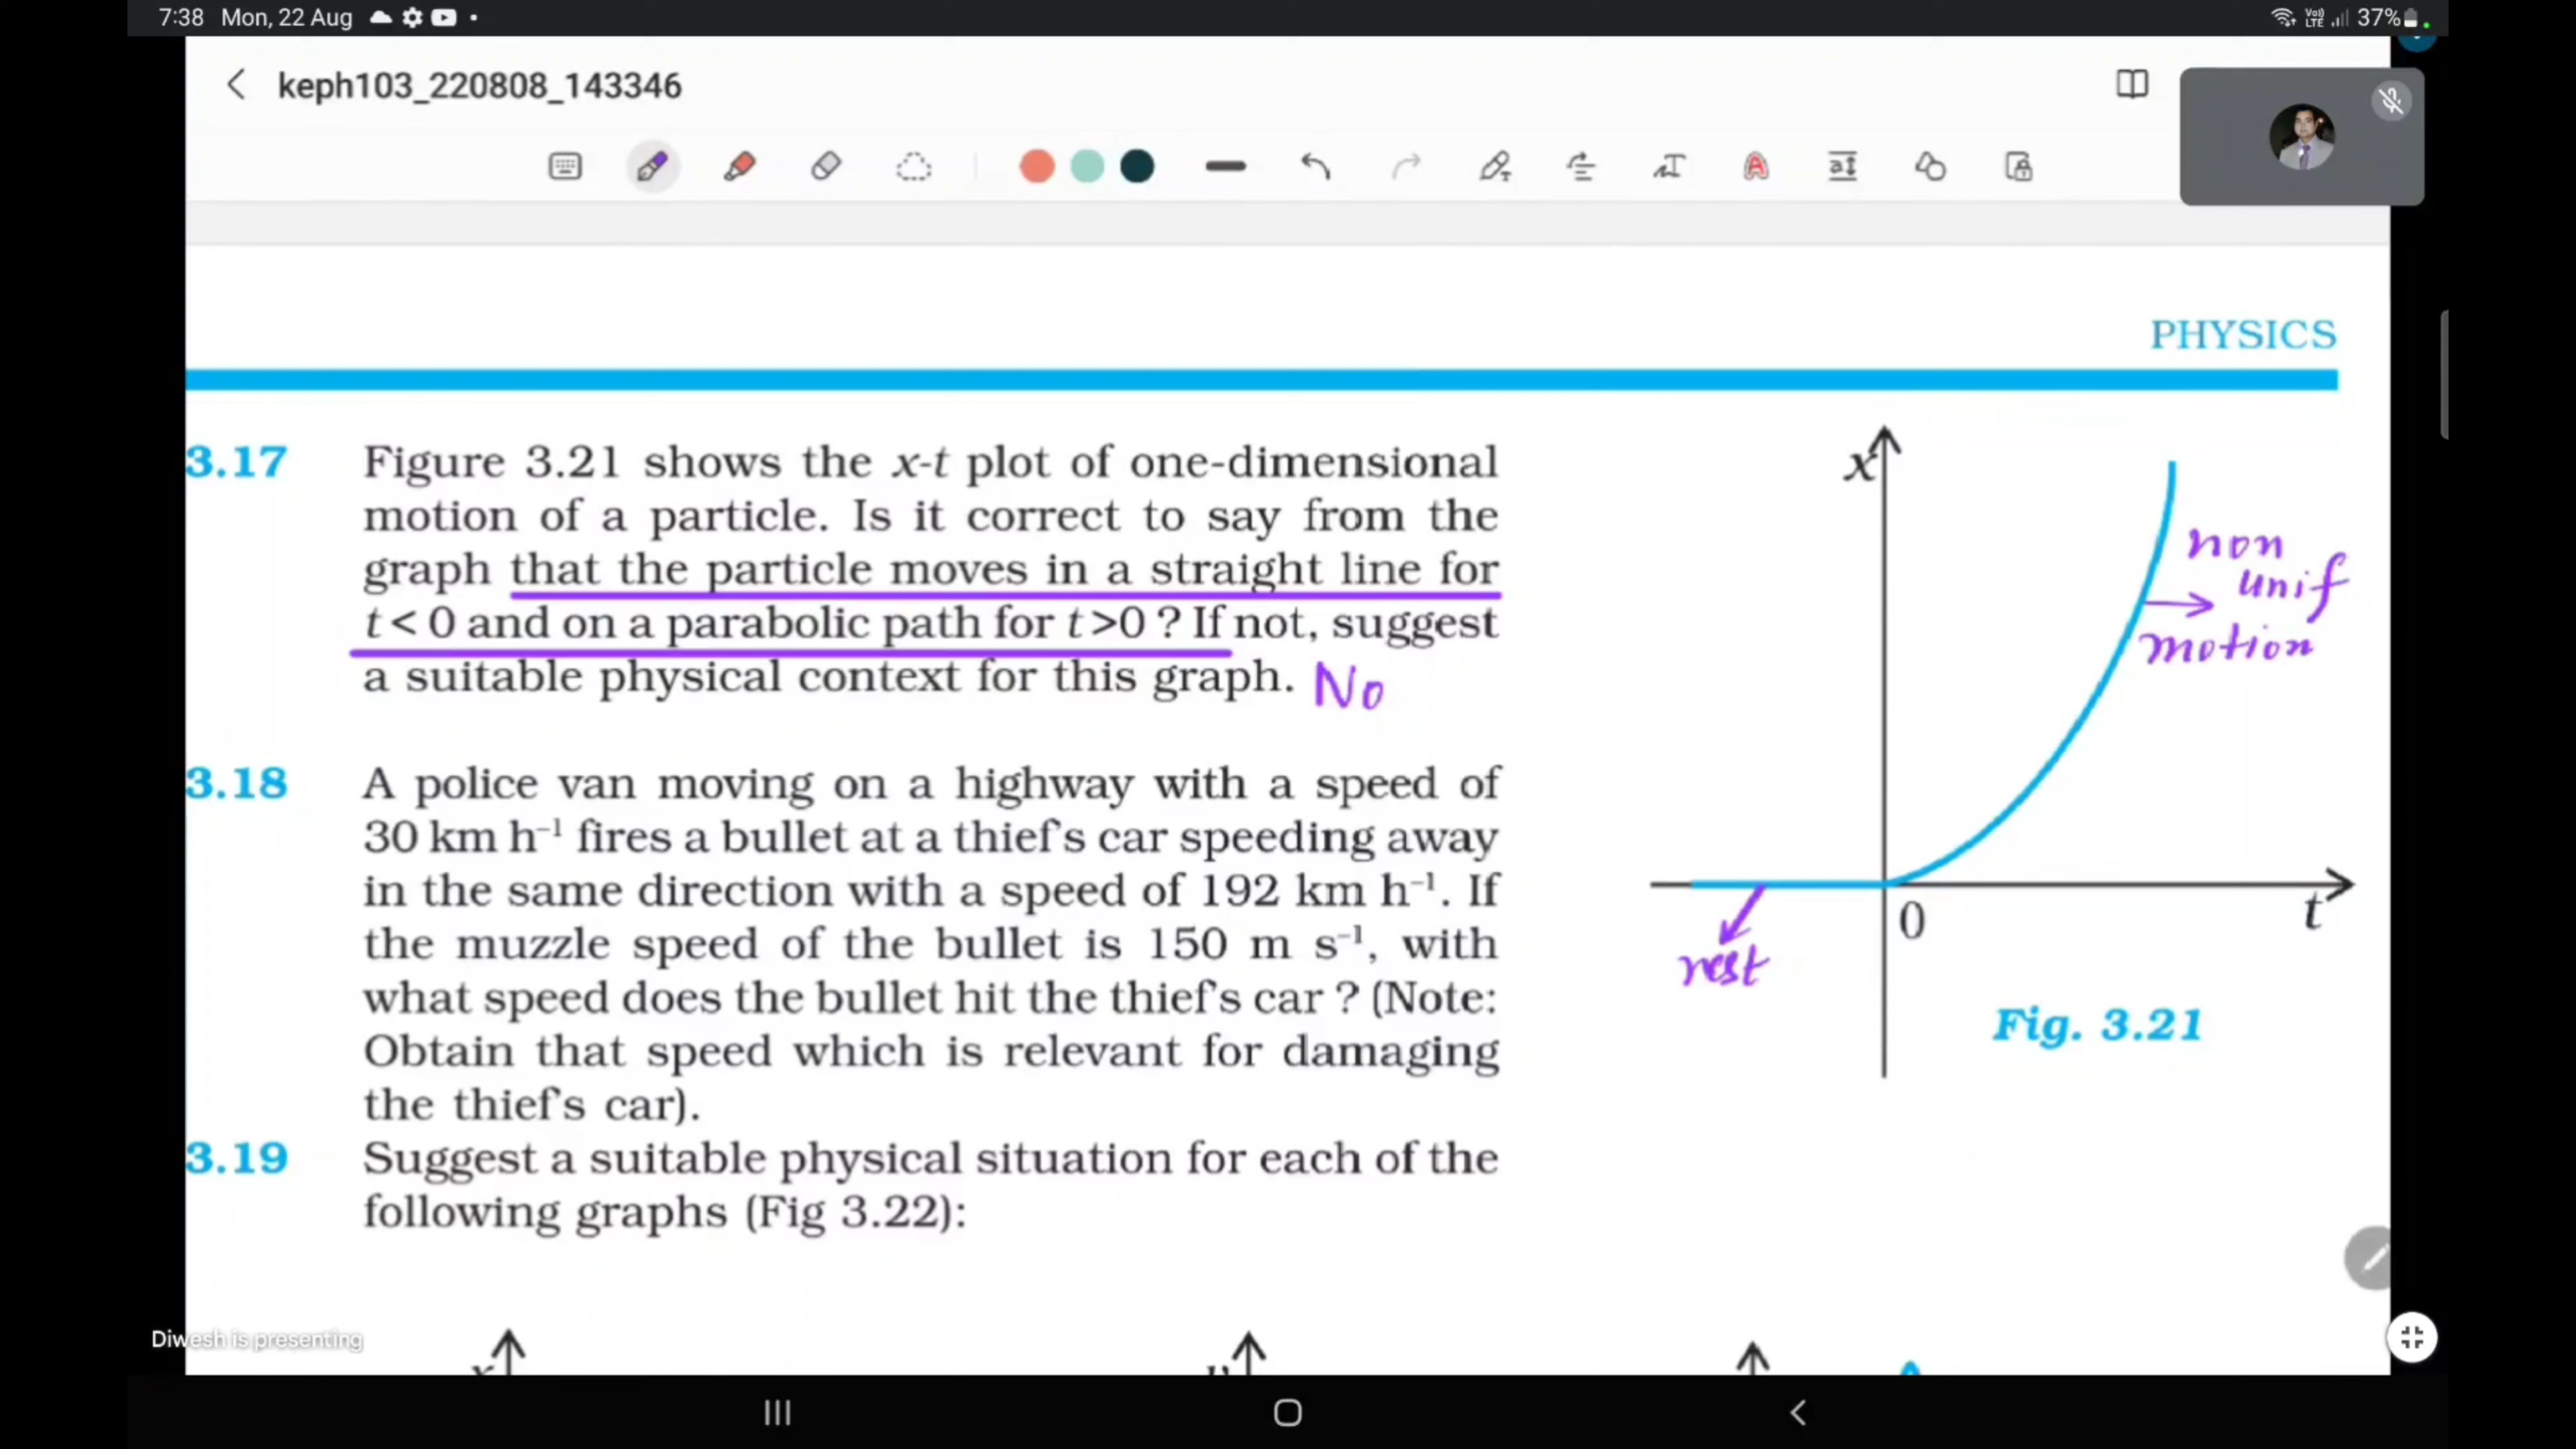 7:38 Mon, 22 Aug
Vo) LTE 37%
keph103_220808_143346
PHYSICS
3.17 Figure 3.21 shows the x-t plot of one-dimensional
motion of a particle. Is it correct to say from the
graph that the particle moves in a straight line for
t < 0 and on a parabolic path for t >0 ? If not, suggest
a suitable physical context for this graph. No
3.18 A police van moving on a highway with a speed of
30 km h⁻¹ fires a bullet at a thief's car speeding away
in the same direction with a speed of 192 km h⁻¹. If
the muzzle speed of the bullet is 150 m s⁻¹, with
what speed does the bullet hit the thief's car ? (Note:
Obtain that speed which is relevant for damaging
the thief's car).
3.19 Suggest a suitable physical situation for each of the
following graphs (Fig 3.22):
x
non
unif
motion
0
t
rest
Fig. 3.21
Diwesh is presenting
x